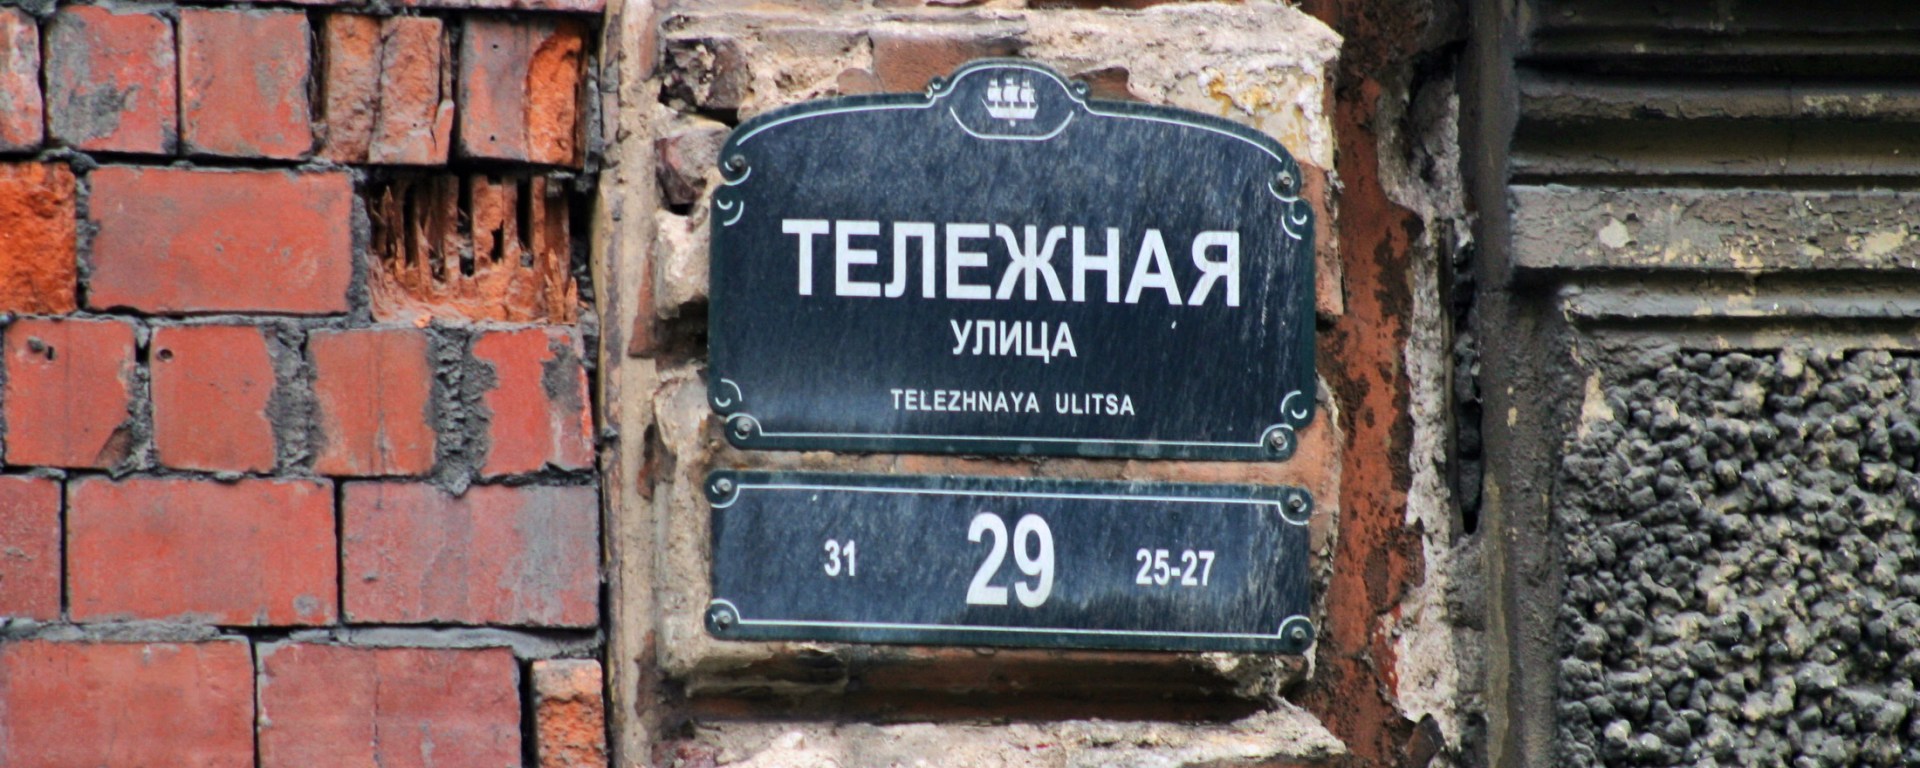 ТЕЛЕЖНАЯ
УЛИЦА
TELEZHNAYA ULITSA
31 29 25-27